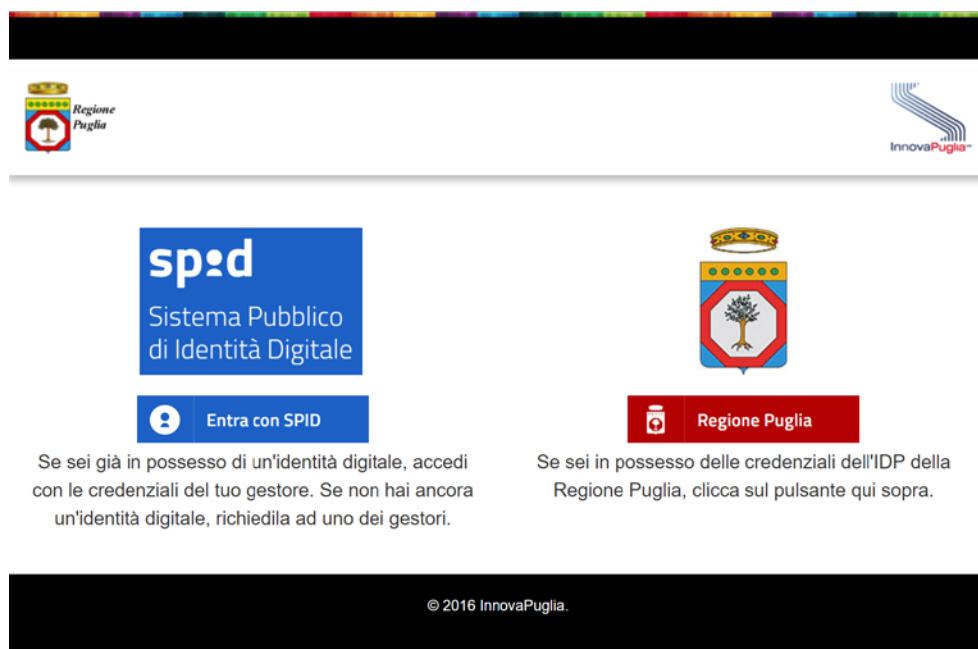 Regione
Puglia
InnovaPuglia
spid
Sistema Pubblico
di Identità Digitale
Entra con SPID
Se sei già in possesso di un'identità digitale, accedi
con le credenziali del tuo gestore. Se non hai ancora
un'identità digitale, richiedila ad uno dei gestori.
Regione Puglia
Se sei in possesso delle credenziali dell'IDP della
Regione Puglia, clicca sul pulsante qui sopra.
© 2016 InnovaPuglia.